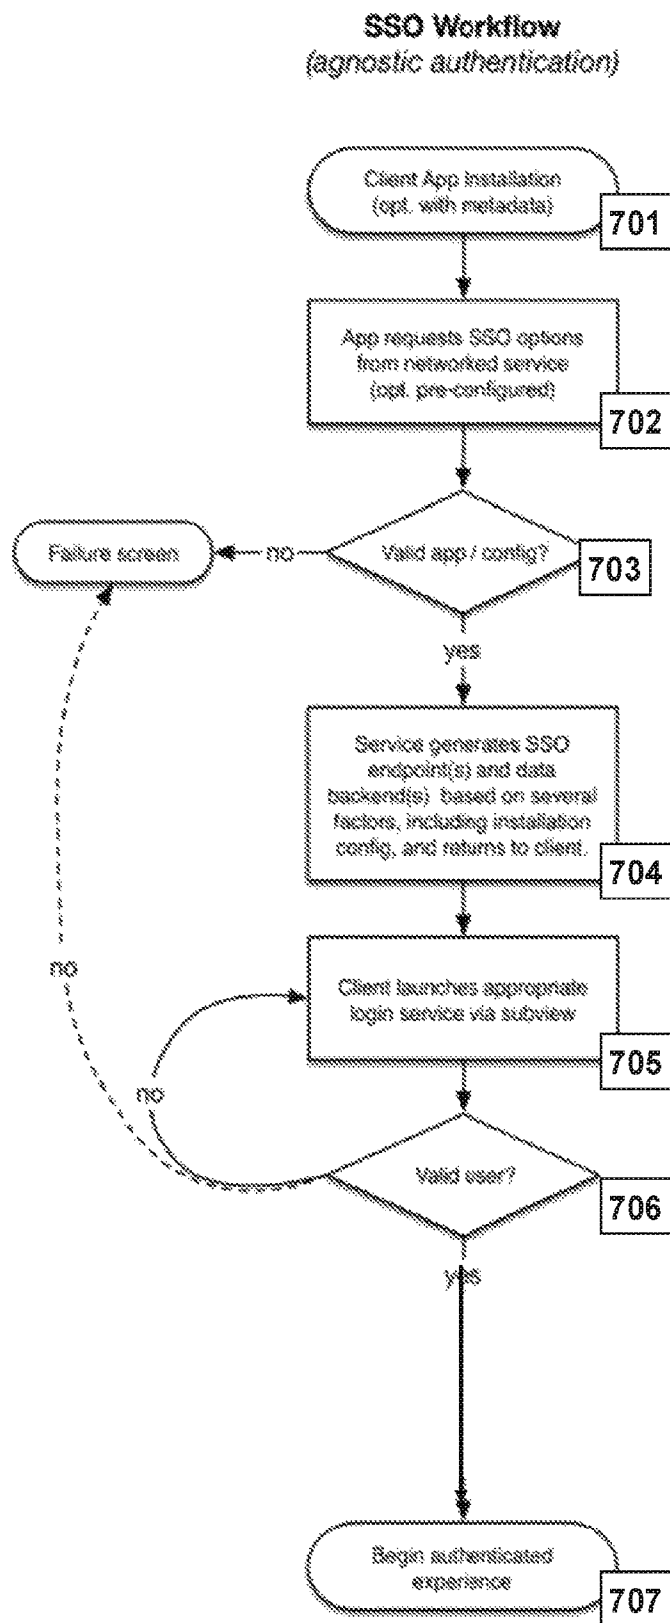 SSO Workflow
(agnostic authentication)
Client App Installation
(opt. with metadata)
701
App requests SSO options
from networked service
(opt. pre-configured)
702
Failure screen
no
Valid app / config?
703
yes
Service generates SSO
endpoint(s) and data
backend(s) based on several
factors, including installation
config, and returns to client.
704
no
Client launches appropriate
login service via subview
705
no
Valid user?
706
yes
Begin authenticated
experience
707